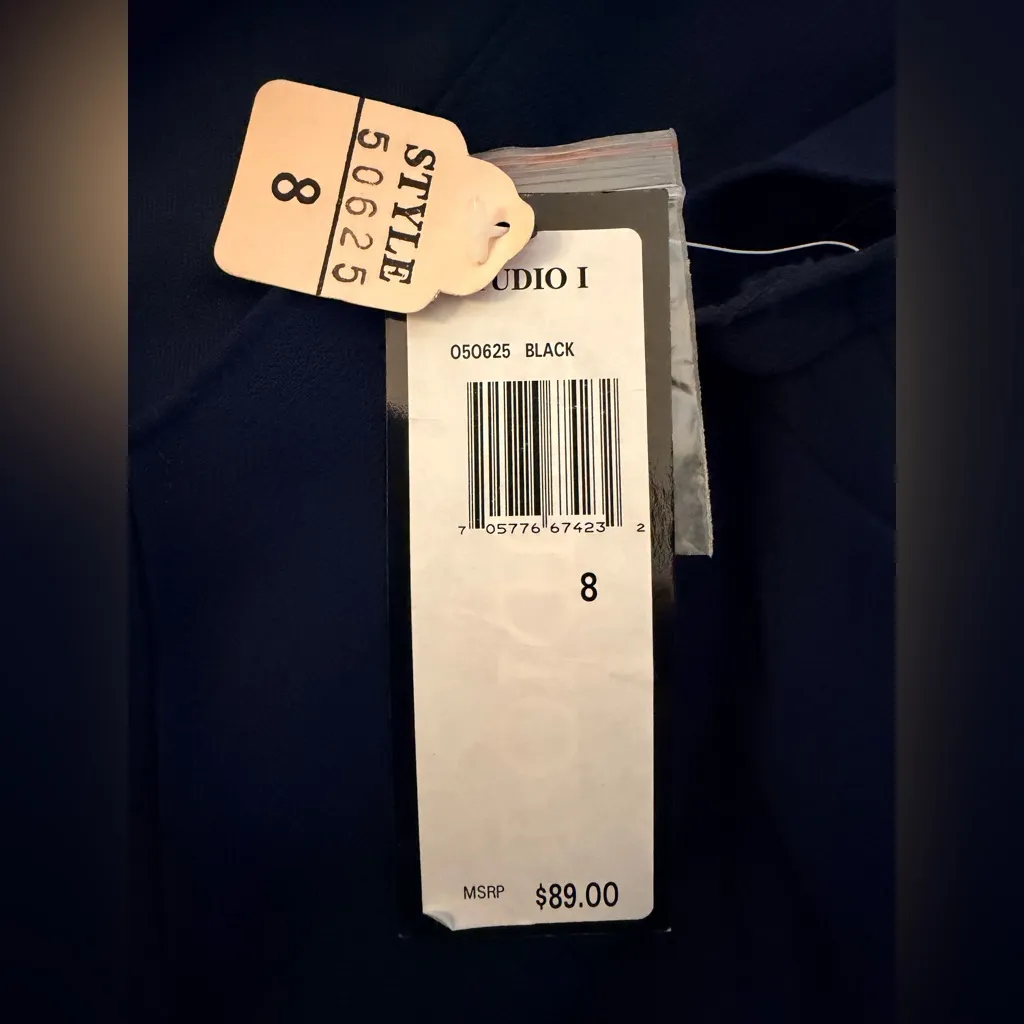 STYLE
50625
8
UDIO I
050625 BLACK
7 05776 67423 2
8
MSRP $89.00